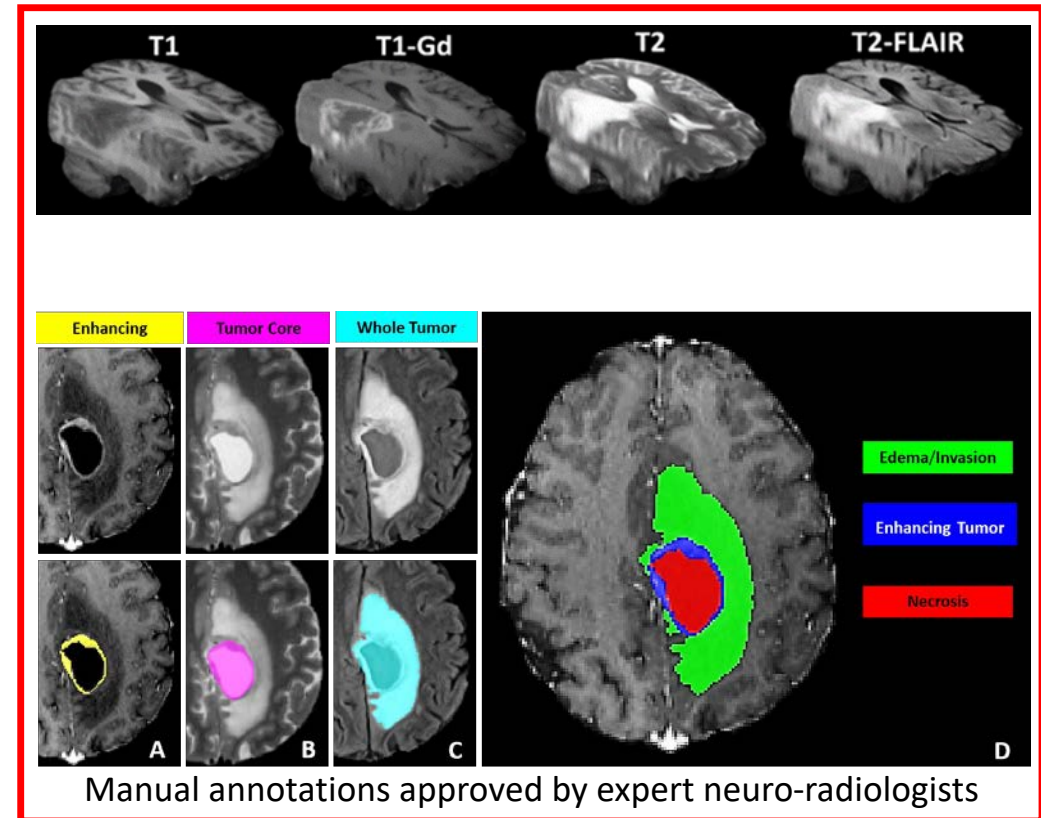 T1 T1-Gd T2 T2-FLAIR
Enhancing Tumor Core Whole Tumor
Edema/Invasion
Enhancing Tumor
Necrosis
A B C D
Manual annotations approved by expert neuro-radiologists